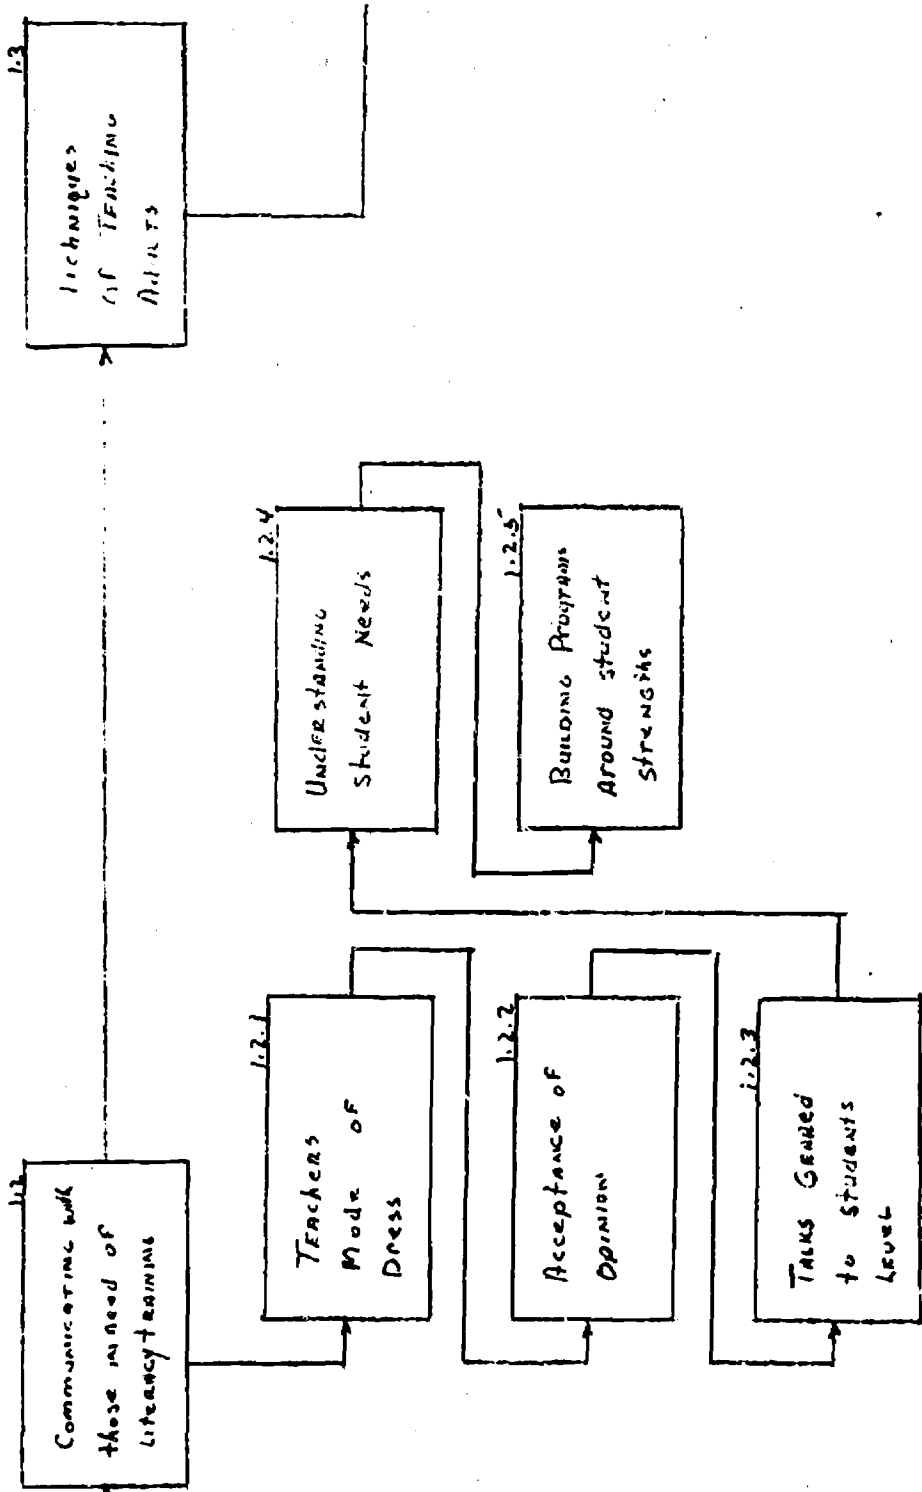 1.2
Communicating with
those in need of
Literacy training
1.2.1
Teachers
Mode of
Dress
1.2.2
Acceptance of
Opinion
1.2.3
Talks Geared
to students
Level
1.2.4
Understanding
Student Needs
1.2.5
Building Programs
Around student
strengths
1.3
Techniques
of Teaching
Adults